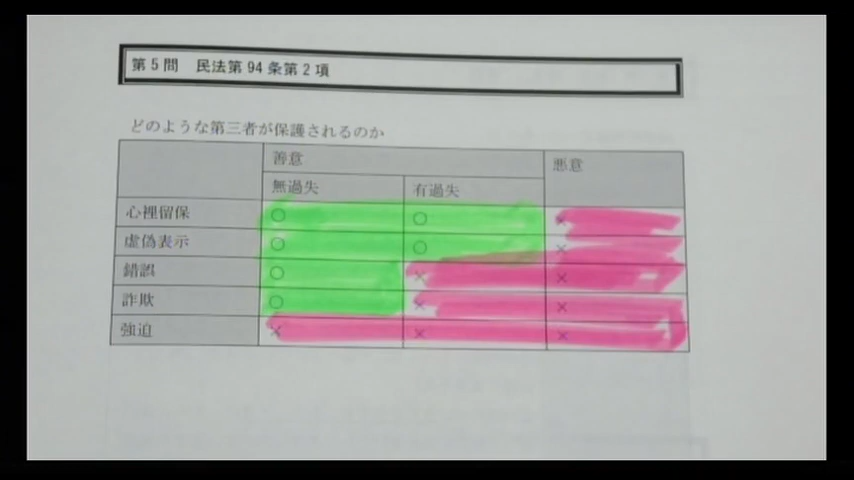 第5問 民法第94条第2項
どのような第三者が保護されるのか
善意 悪意
無過失 有過失
心裡留保 ○ ○ ×
虚偽表示 ○ ○ ×
錯誤 ○ × ×
詐欺 ○ × ×
強迫 × × ×